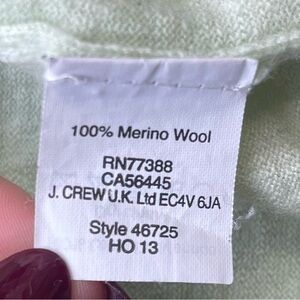 100% Merino Wool
RN77388
CA56445
J. CREW U.K. Ltd EC4V 6JA
Style 46725
HO 13